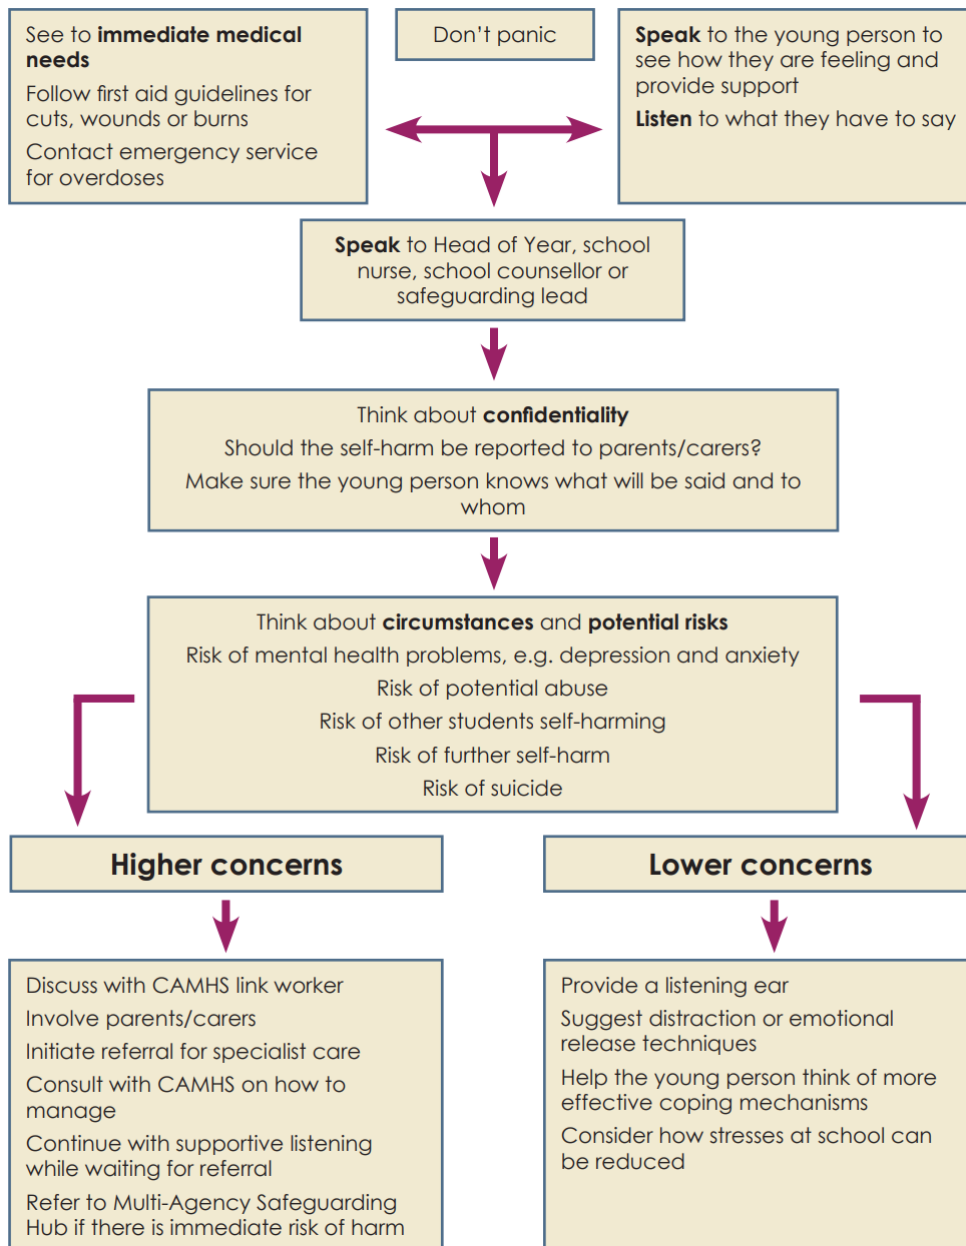 See to immediate medical
needs
Follow first aid guidelines for
cuts, wounds or burns
Contact emergency service
for overdoses
Don’t panic
Speak to the young person to
see how they are feeling and
provide support
Listen to what they have to say
Speak to Head of Year, school
nurse, school counsellor or
safeguarding lead
Think about confidentiality
Should the self-harm be reported to parents/carers?
Make sure the young person knows what will be said and to
whom
Think about circumstances and potential risks
Risk of mental health problems, e.g. depression and anxiety
Risk of potential abuse
Risk of other students self-harming
Risk of further self-harm
Risk of suicide
Higher concerns
Discuss with CAMHS link worker
Involve parents/carers
Initiate referral for specialist care
Consult with CAMHS on how to
manage
Continue with supportive listening
while waiting for referral
Refer to Multi-Agency Safeguarding
Hub if there is immediate risk of harm
Lower concerns
Provide a listening ear
Suggest distraction or emotional
release techniques
Help the young person think of more
effective coping mechanisms
Consider how stresses at school can
be reduced